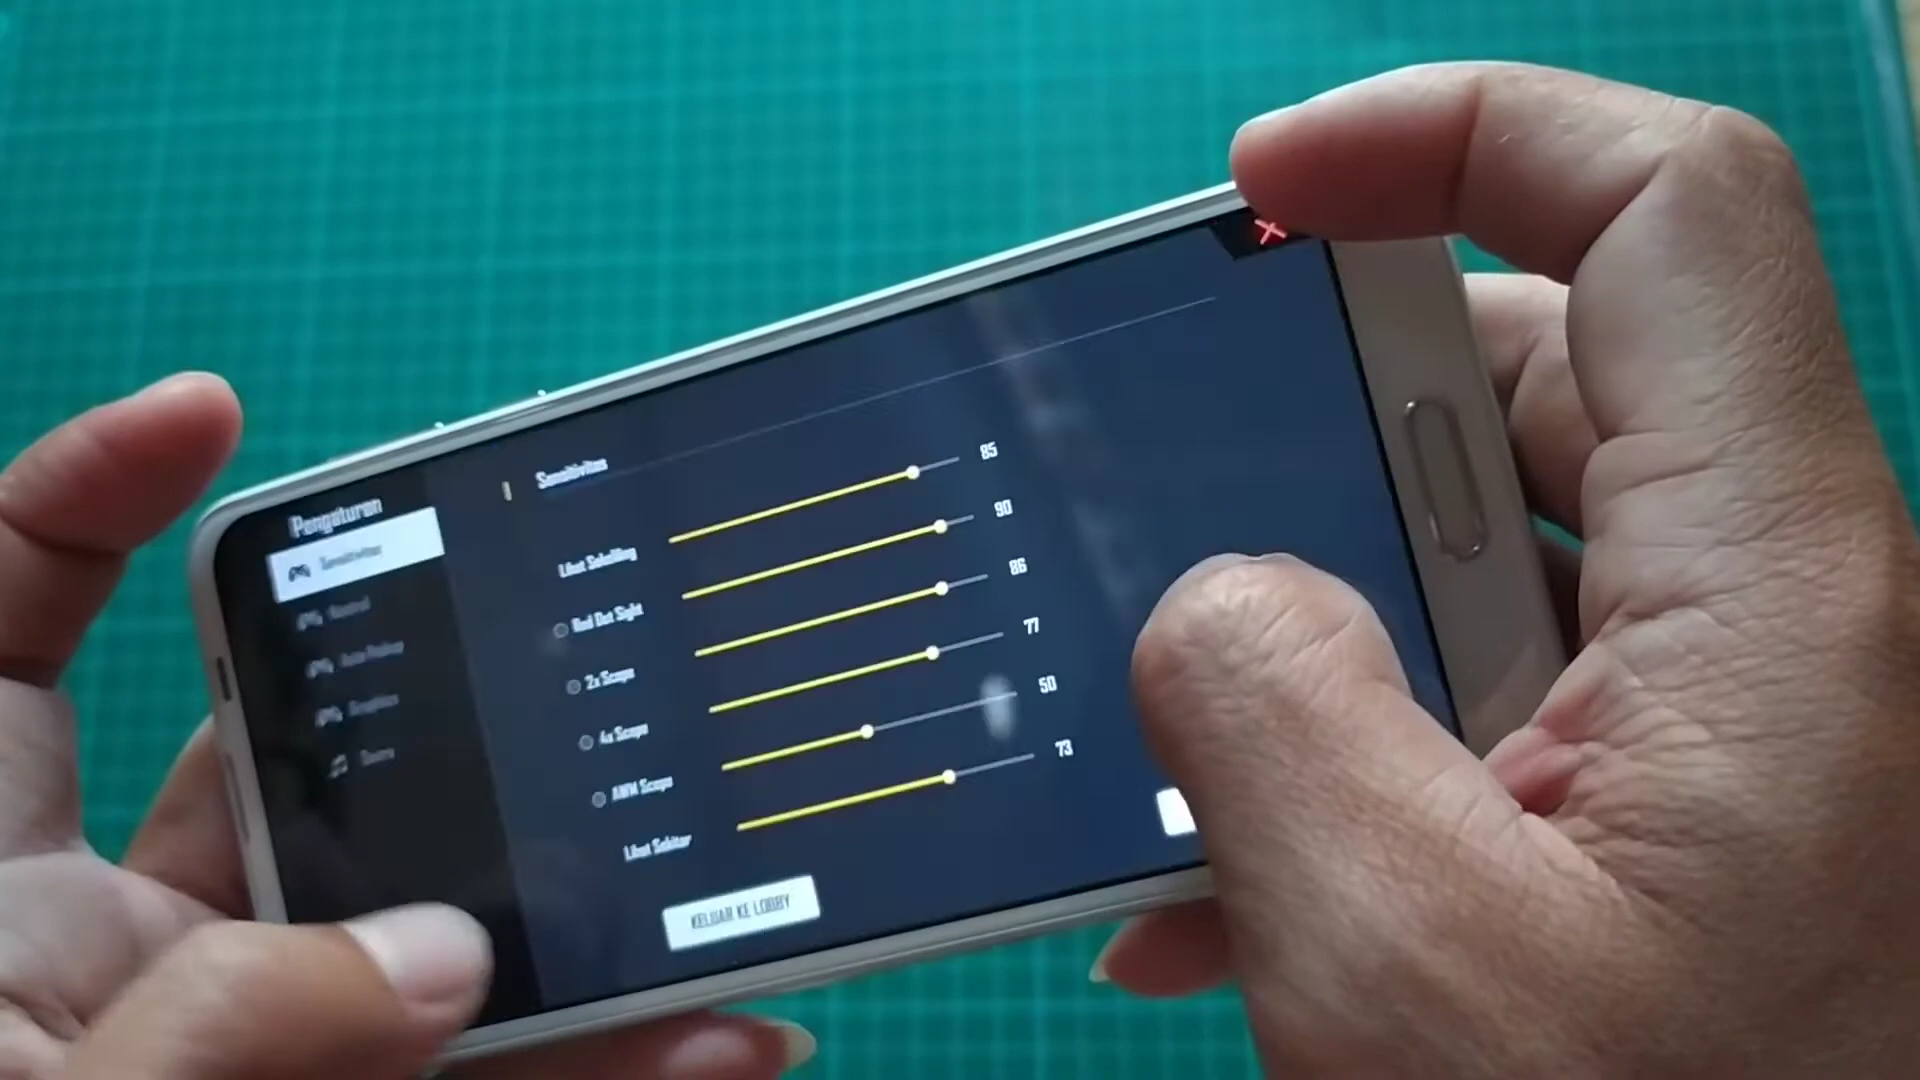 Pengaturan
Sensitivitas
Sensitivitas
Lihat Sekeliling
85
Red Dot Sight
90
2x Scope
86
4x Scope
77
AWM Scope
50
Lihat Sekitar
73
KELUAR KE LOBBY